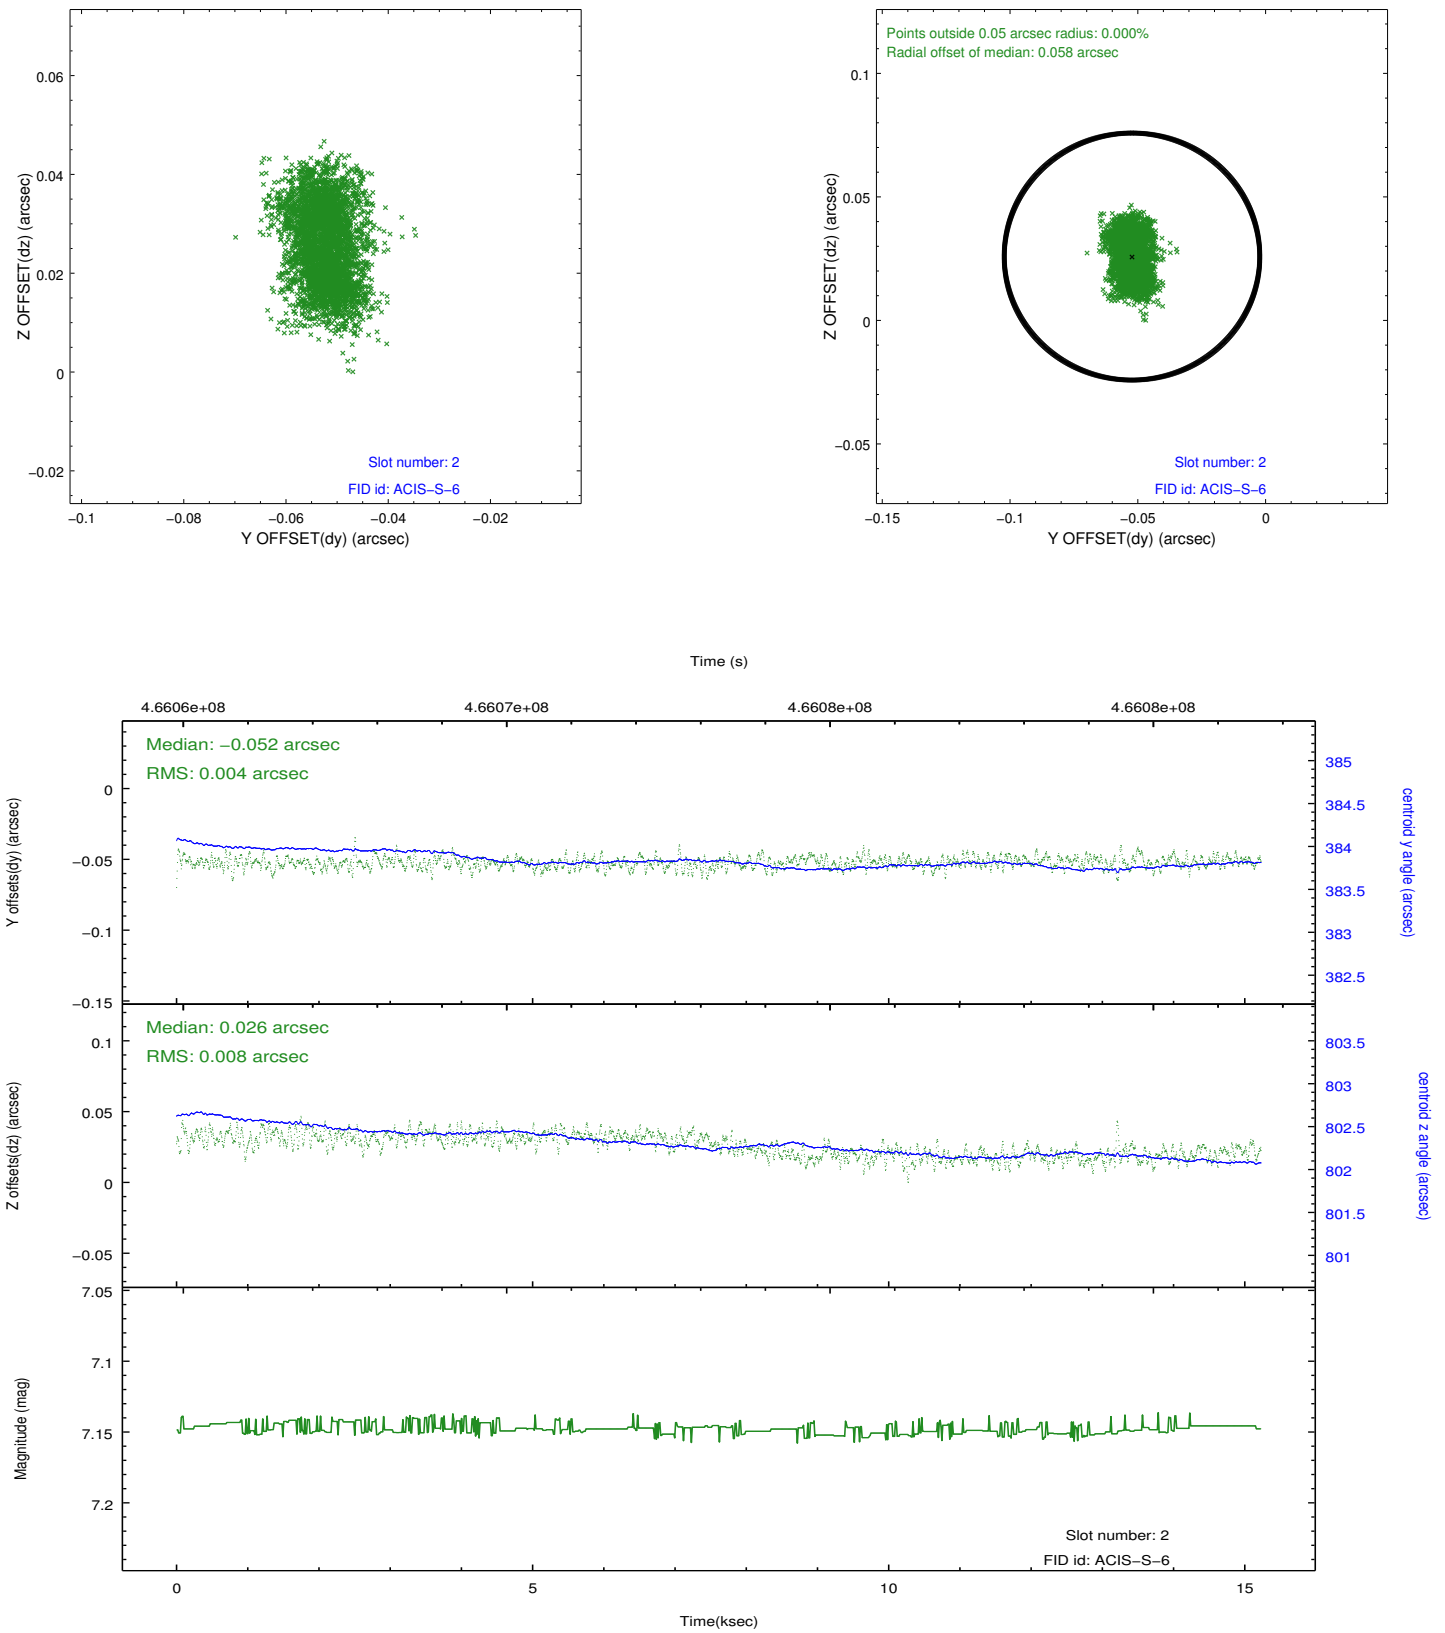 0.06
0.04
0.02
0
−0.02
Z OFFSET(dz) (arcsec)
Slot number: 2
FID id: ACIS−S−6
−0.1 −0.08 −0.06 −0.04 −0.02
Y OFFSET(dy) (arcsec)
Points outside 0.05 arcsec radius: 0.000%
Radial offset of median: 0.058 arcsec
0.1
0.05
0
−0.05
Z OFFSET(dz) (arcsec)
Slot number: 2
FID id: ACIS−S−6
−0.15 −0.1 −0.05 0
Y OFFSET(dy) (arcsec)
Time (s)
4.6606e+08 4.6607e+08 4.6608e+08 4.6608e+08
Median: −0.052 arcsec
RMS: 0.004 arcsec
0
−0.05
−0.1
−0.15
Y offsets(dy) (arcsec)
385
384.5
384
383.5
383
382.5
centroid y angle (arcsec)
Median: 0.026 arcsec
RMS: 0.008 arcsec
0.1
0.05
0
−0.05
Z offsets(dz) (arcsec)
803.5
803
802.5
802
801.5
801
centroid z angle (arcsec)
7.05
7.1
7.15
7.2
Magnitude (mag)
Slot number: 2
FID id: ACIS−S−6
0 5 10 15
Time(ksec)